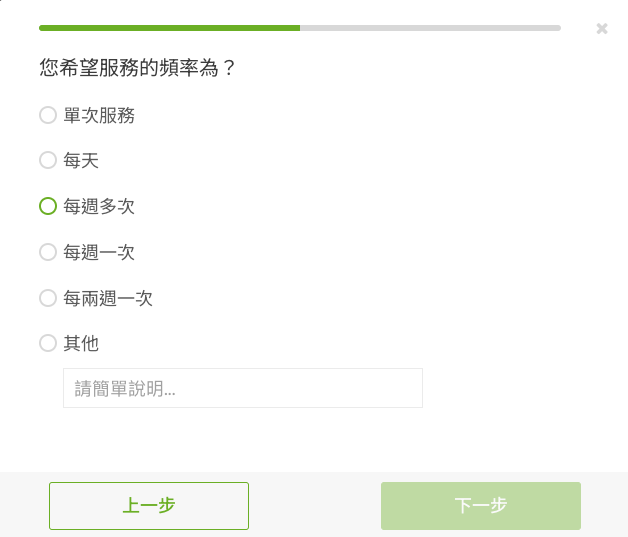 您希望服務的頻率為？
單次服務
每天
每週多次
每週一次
每兩週一次
其他
請簡單說明...
上一步
下一步